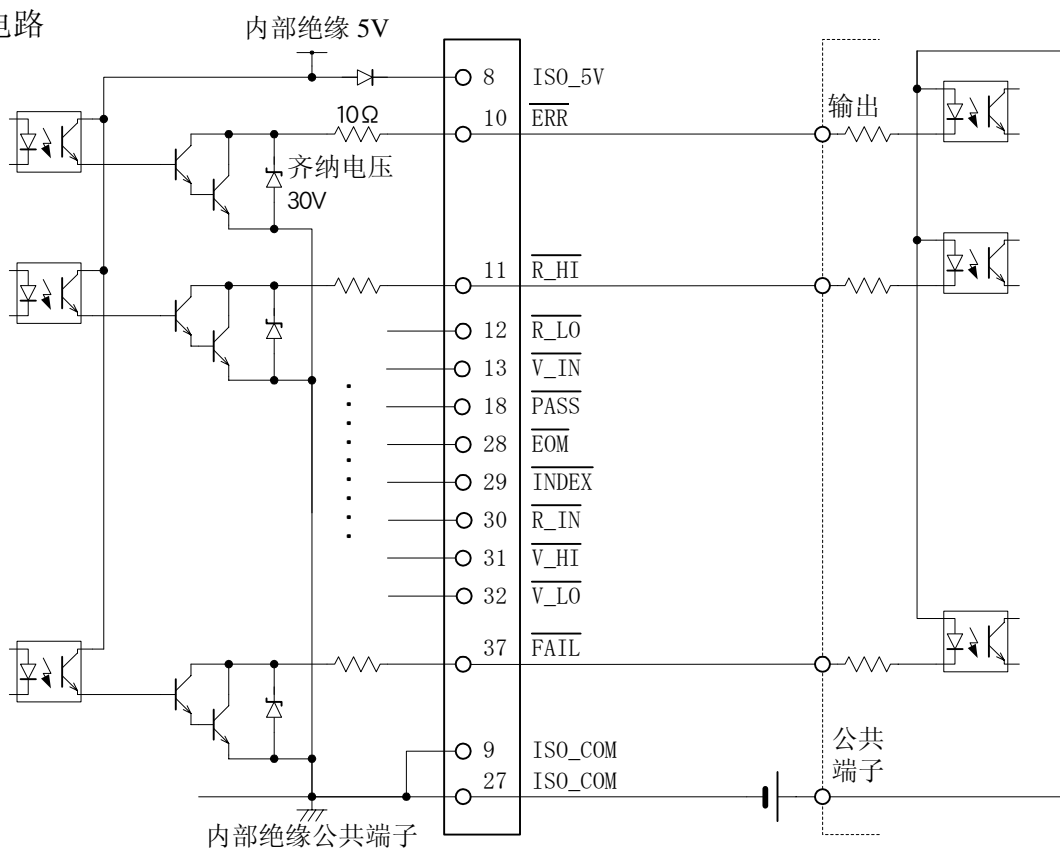 电路
内部绝缘 5V
8 ISO_5V
10 ERR
10Ω
输出
齐纳电压
30V
11 R_HI
12 R_LO
13 V_IN
18 PASS
28 EOM
29 INDEX
30 R_IN
31 V_HI
32 V_LO
37 FAIL
9 ISO_COM
27 ISO_COM
公共
端子
内部绝缘公共端子